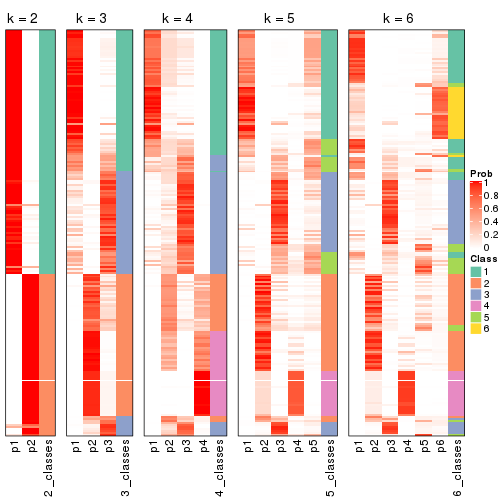 k = 2
k = 3
k = 4
k = 5
k = 6
p1
p2
2_classes
p1
p2
p3
3_classes
p1
p2
p3
p4
4_classes
p1
p2
p3
p4
p5
5_classes
p1
p2
p3
p4
p5
p6
6_classes
Prob
1
0.8
0.6
0.4
0.2
0
Class
1
2
3
4
5
6